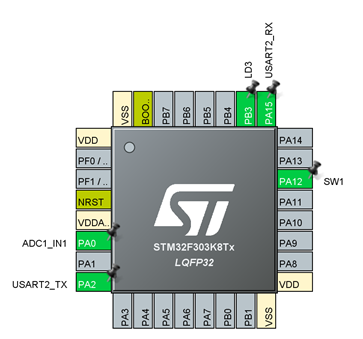 LD3
USART2_RX
VSS
BOO..
PB7
PB6
PB5
PB4
PB3
PA15
VDD
PF0 / ..
PF1 / ..
NRST
VDDA..
ADC1_IN1
PA0
PA1
USART2_TX
PA2
PA14
PA13
PA12
SW1
PA11
PA10
PA9
PA8
VDD
STM32F303K8Tx
LQFP32
PA3
PA4
PA5
PA6
PA7
PB0
PB1
VSS